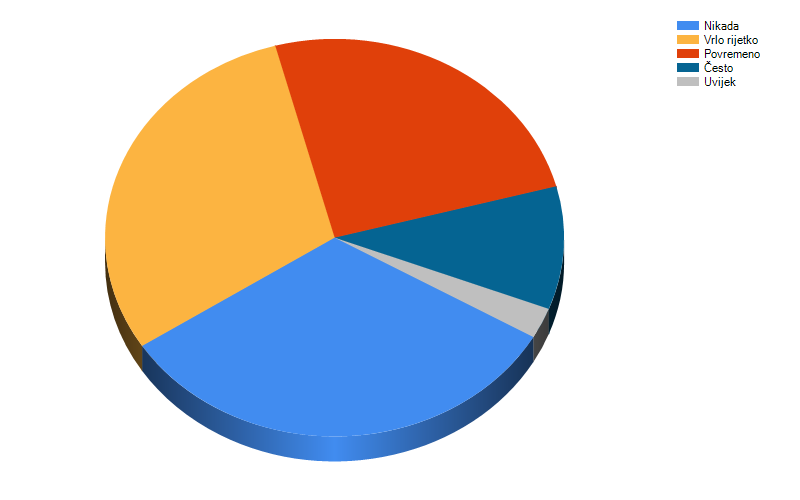 Nikada
Vrlo rijetko
Povremeno
Često
Uvijek